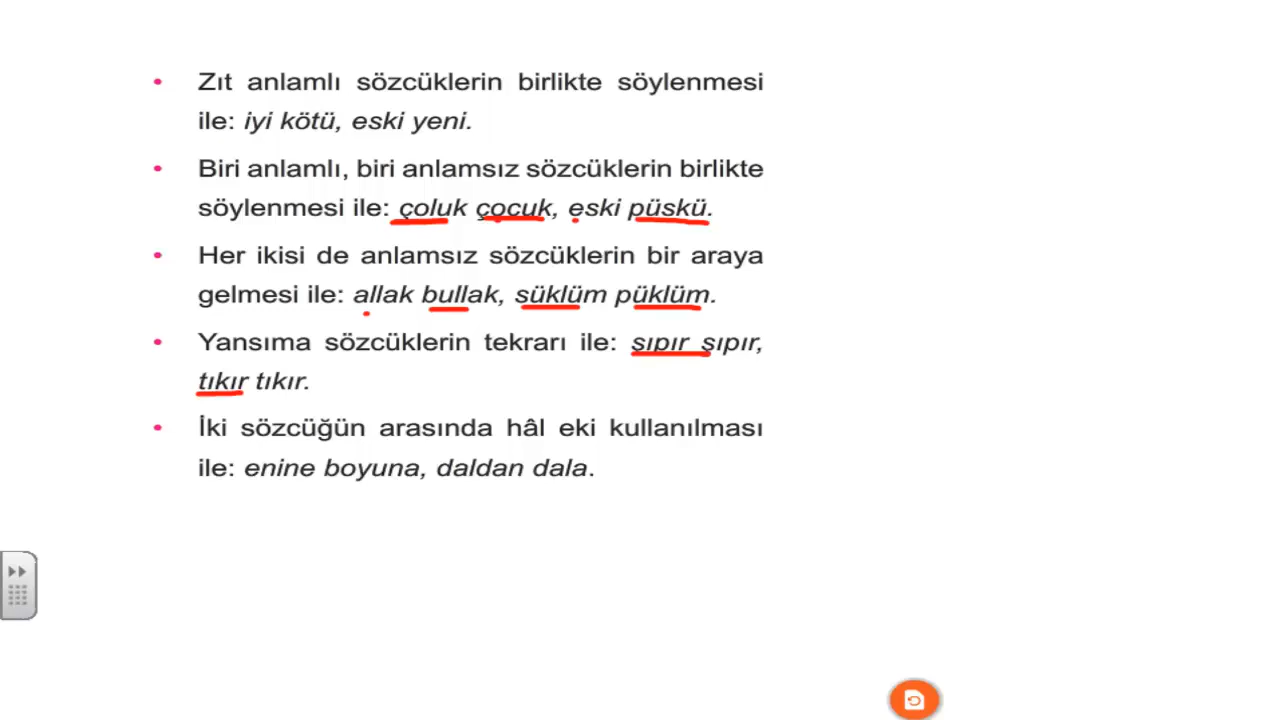 • Zıt anlamlı sözcüklerin birlikte söylenmesi
ile: iyi kötü, eski yeni.
• Biri anlamlı, biri anlamsız sözcüklerin birlikte
söylenmesi ile: çoluk çocuk, eski püskü.
• Her ikisi de anlamsız sözcüklerin bir araya
gelmesi ile: allak bullak, süklüm püklüm.
• Yansıma sözcüklerin tekrarı ile: şıpır şıpır,
tıkır tıkır.
• İki sözcüğün arasında hâl eki kullanılması
ile: enine boyuna, daldan dala.